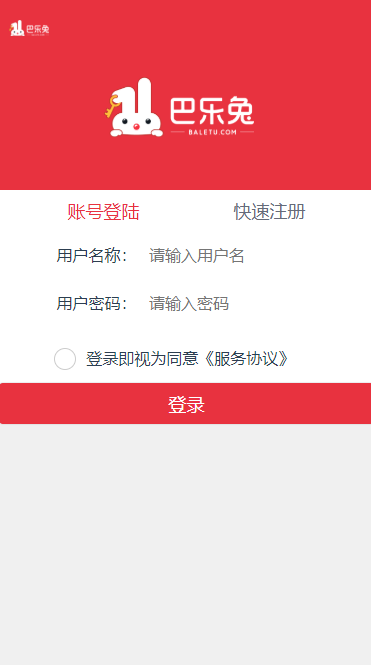 巴乐兔
巴乐兔
BALETU.COM
账号登陆 快速注册
用户名称： 请输入用户名
用户密码： 请输入密码
登录即视为同意《服务协议》
登录